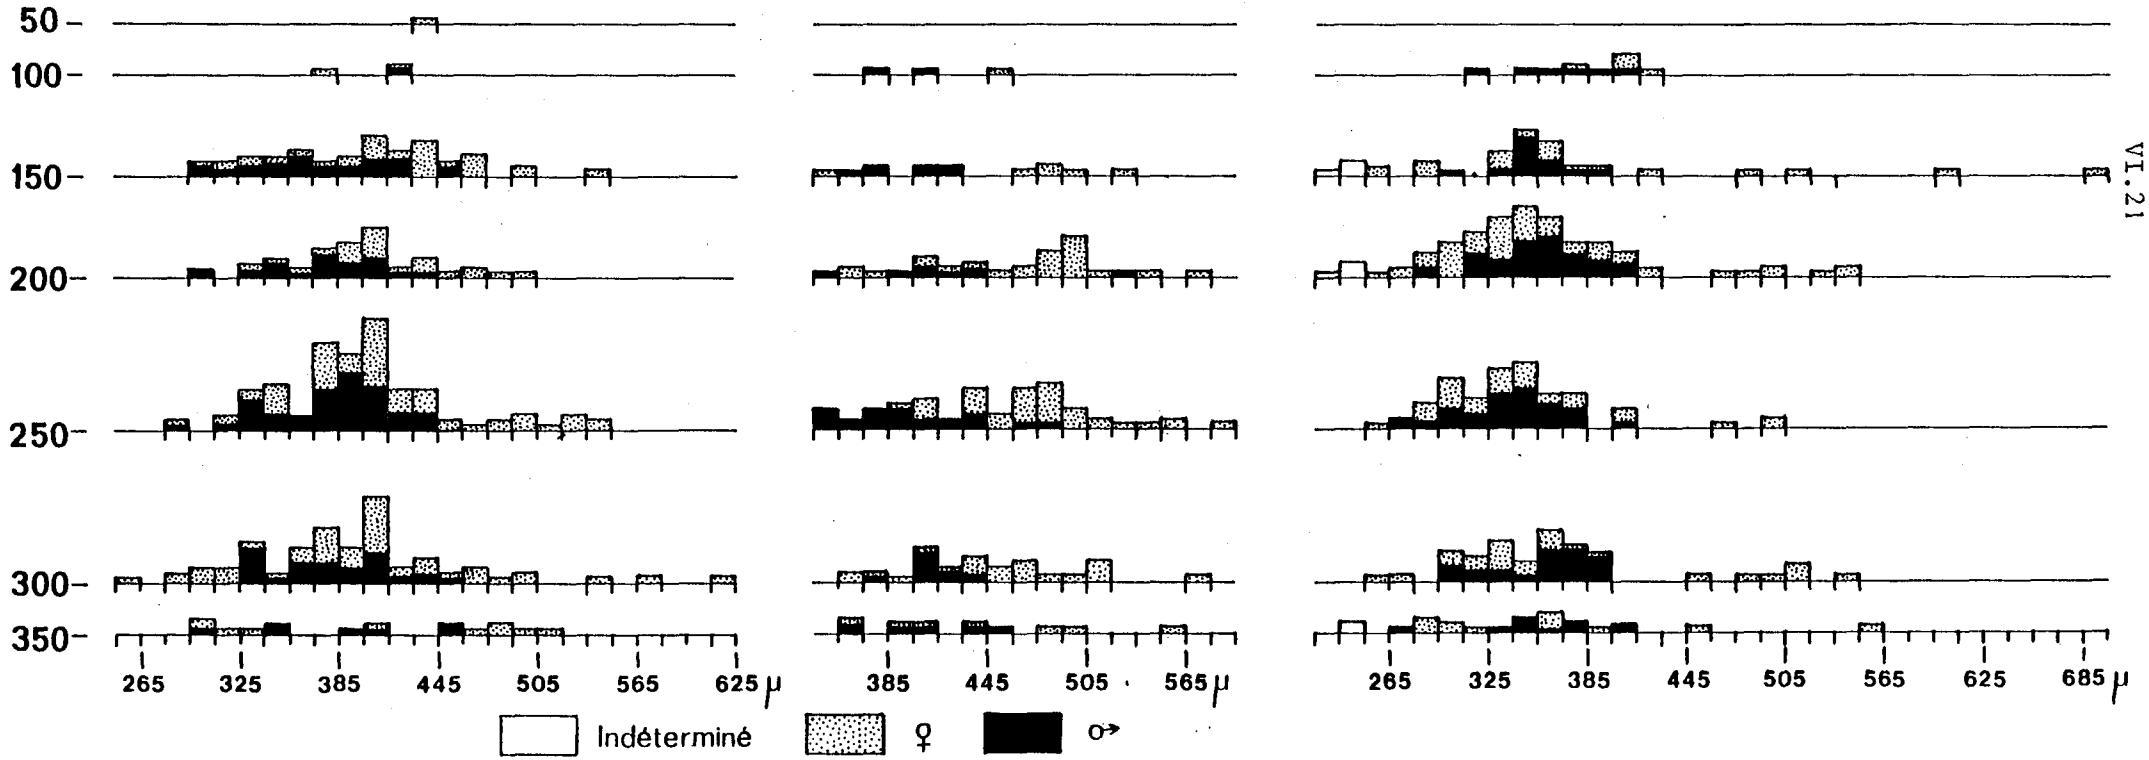 50
100
150
200
250
300
350
265 325 385 445 505 565 625 μ
385 445 505 565 μ
265 325 385 445 505 565 625 685 μ
Indéterminé ♀ ♂
VI.21